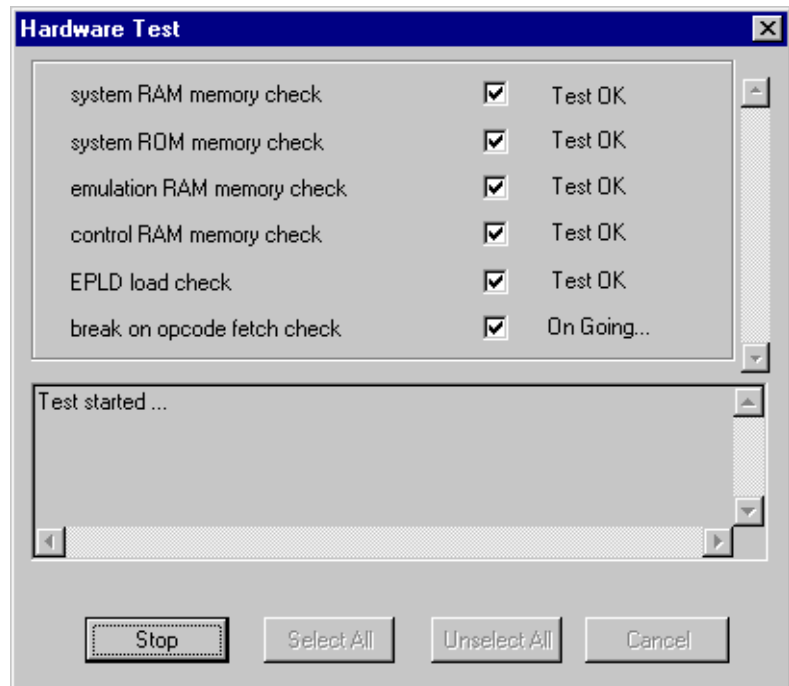 Hardware Test
system RAM memory check Test OK
system ROM memory check Test OK
emulation RAM memory check Test OK
control RAM memory check Test OK
EPLD load check Test OK
break on opcode fetch check On Going...
Test started ...
Stop Select All Unselect All Cancel